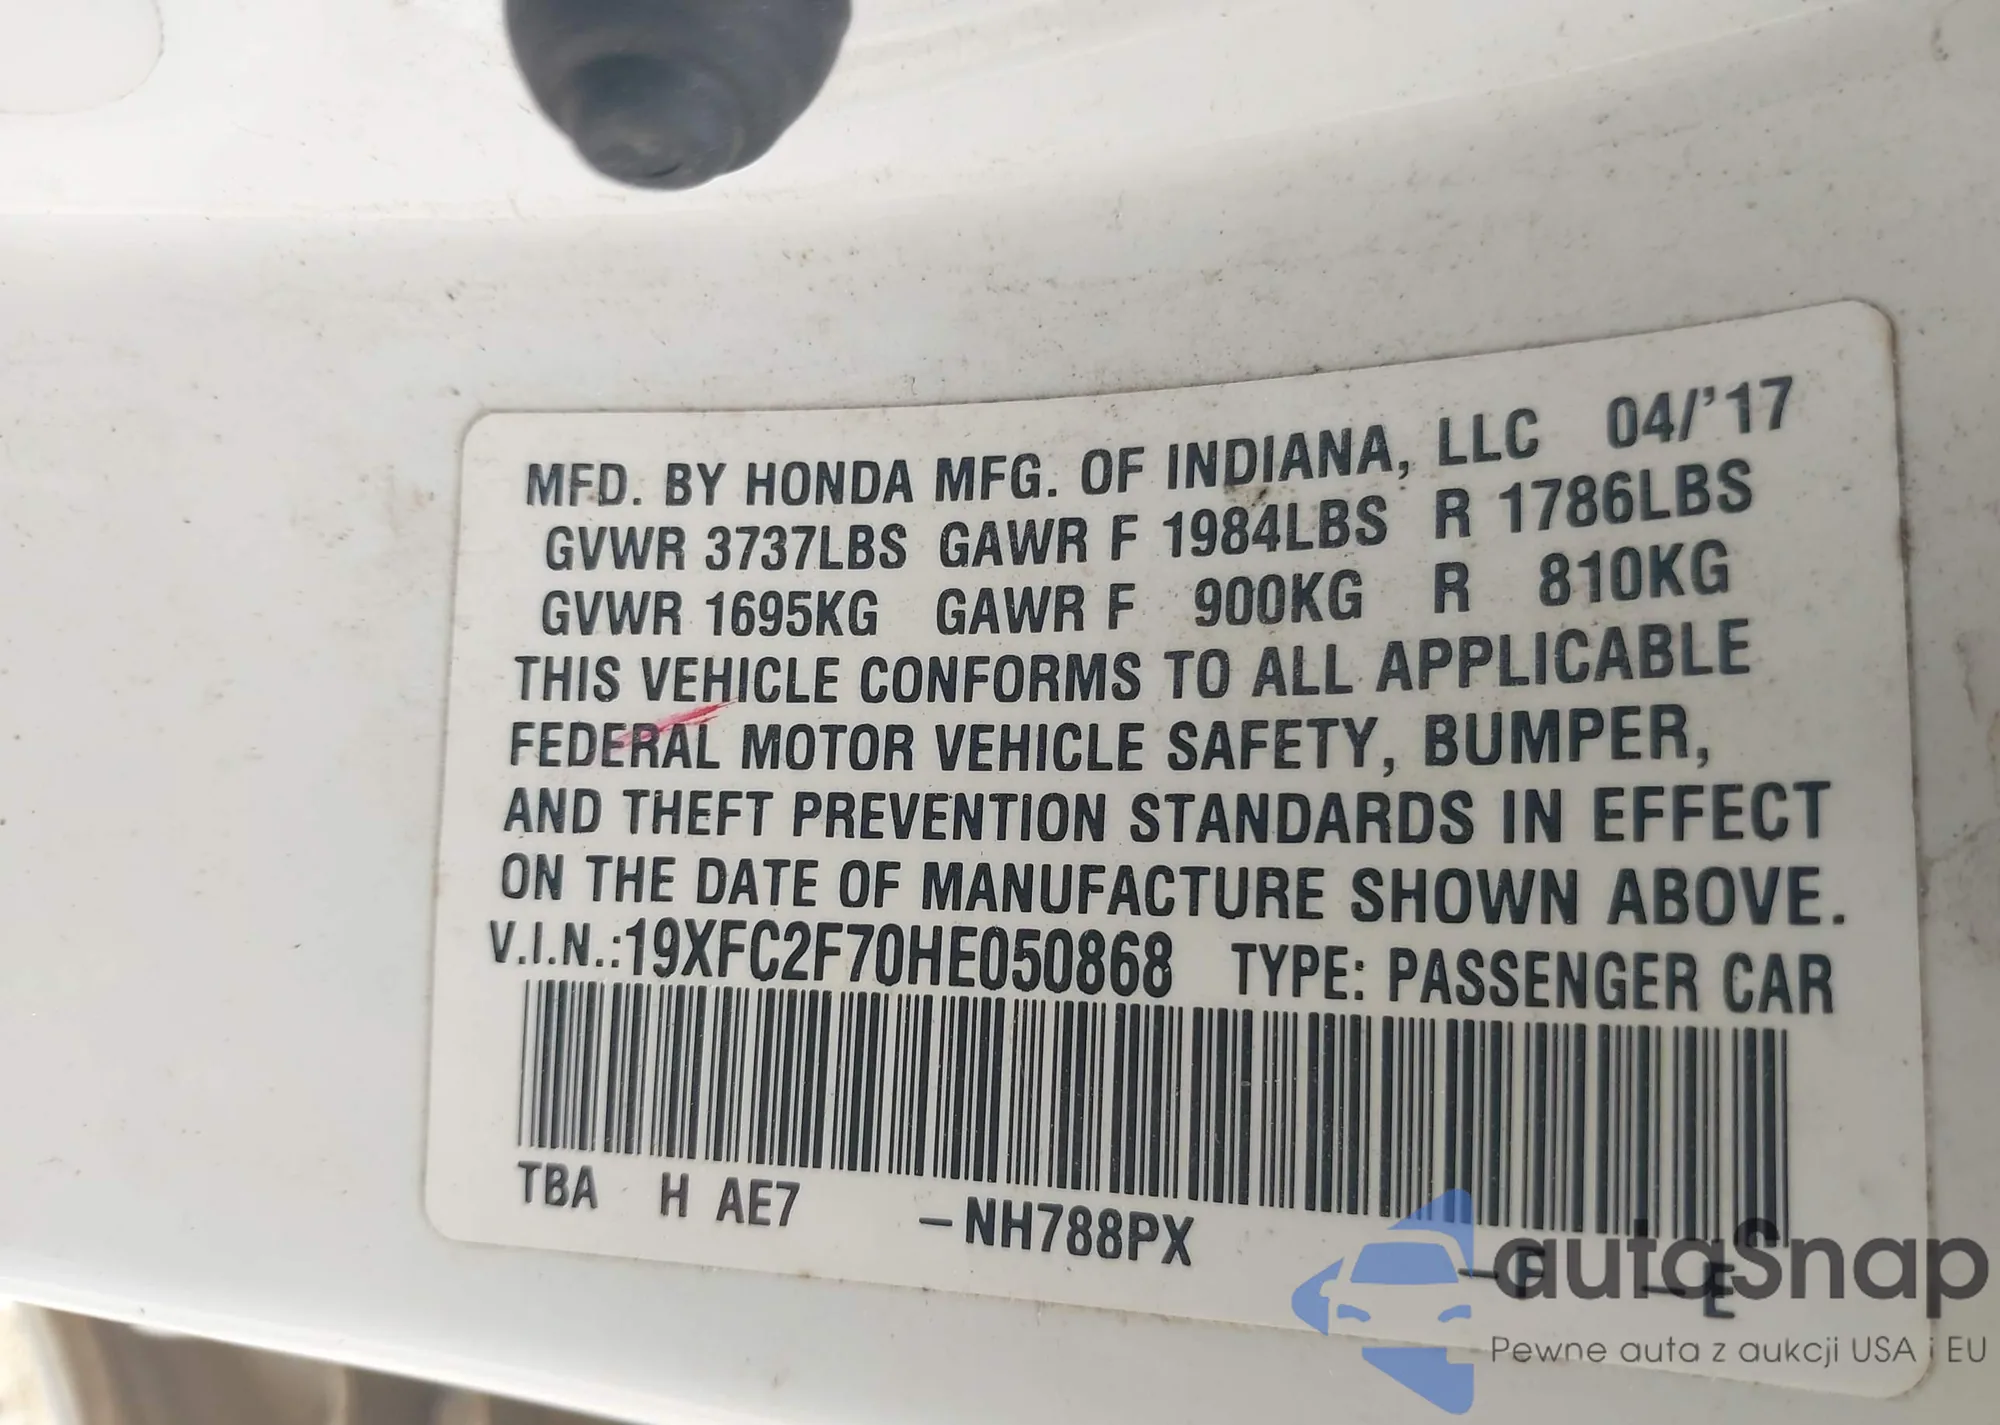 MFD. BY HONDA MFG. OF INDIANA, LLC 04/'17
GVWR 3737LBS GAWR F 1984LBS R 1786LBS
GVWR 1695KG GAWR F 900KG R 810KG
THIS VEHICLE CONFORMS TO ALL APPLICABLE
FEDERAL MOTOR VEHICLE SAFETY, BUMPER,
AND THEFT PREVENTION STANDARDS IN EFFECT
ON THE DATE OF MANUFACTURE SHOWN ABOVE.
V.I.N.:19XFC2F70HE050868 TYPE: PASSENGER CAR
TBA H AE7 –NH788PX –F –E
autaSnap
Pewne auta z aukcji USA i EU